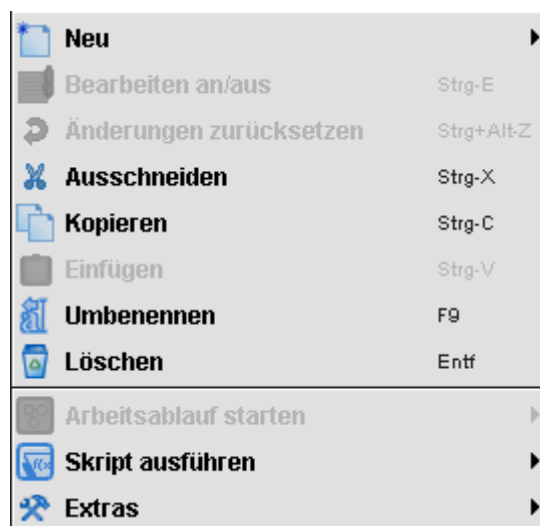 Neu
Bearbeiten an/aus Strg-E
Änderungen zurücksetzen Strg+Alt-Z
Ausschneiden Strg-X
Kopieren Strg-C
Einfügen Strg-V
Umbenennen F9
Löschen Entf
Arbeitsablauf starten
Skript ausführen
Extras